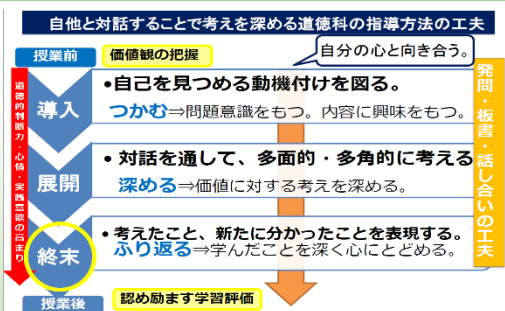 自他と対話することで考えを深める道徳科の指導方法の工夫
授業前
価値観の把握
自分の心と向き合う。
道徳的判断力・心情・実践意欲の高まり
導入
•自己を見つめる動機付けを図る。
つかむ⇒問題意識をもつ。内容に興味をもつ。
展開
• 対話を通して、多面的・多角的に考える
深める⇒価値に対する考えを深める。
終末
• 考えたこと、新たに分かったことを表現する。
ふり返る⇒学んだことを深く心にとどめる。
発問・板書・話し合いの工夫
授業後
認め励ます学習評価